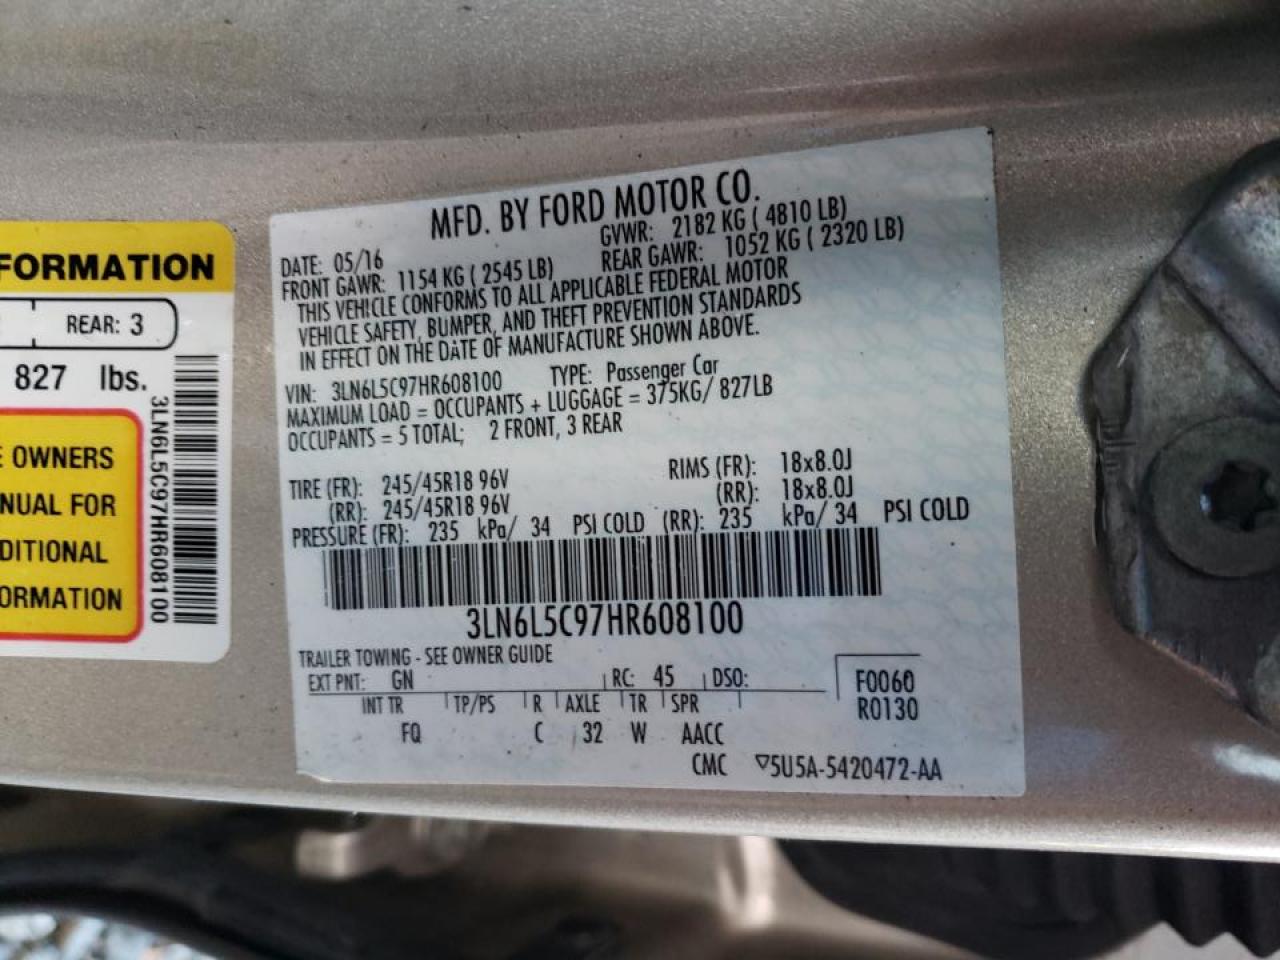 FORMATION
REAR: 3
827 lbs.
E OWNERS
NUAL FOR
DITIONAL
ORMATION
3LN6L5C97HR608100
MFD. BY FORD MOTOR CO.
DATE: 05/16 GVWR: 2182 KG ( 4810 LB)
FRONT GAWR: 1154 KG ( 2545 LB) REAR GAWR: 1052 KG ( 2320 LB)
THIS VEHICLE CONFORMS TO ALL APPLICABLE FEDERAL MOTOR
VEHICLE SAFETY, BUMPER, AND THEFT PREVENTION STANDARDS
IN EFFECT ON THE DATE OF MANUFACTURE SHOWN ABOVE.
VIN: 3LN6L5C97HR608100 TYPE: Passenger Car
MAXIMUM LOAD = OCCUPANTS + LUGGAGE = 375KG/ 827LB
OCCUPANTS = 5 TOTAL; 2 FRONT, 3 REAR
TIRE (FR): 245/45R18 96V RIMS (FR): 18x8.0J
(RR): 245/45R18 96V (RR): 18x8.0J
PRESSURE (FR): 235 kPa/ 34 PSI COLD (RR): 235 kPa/ 34 PSI COLD
3LN6L5C97HR608100
TRAILER TOWING - SEE OWNER GUIDE
EXT PNT: GN RC: 45 DSO: F0060
INT TR TP/PS R AXLE TR SPR R0130
FQ C 32 W AACC
CMC ▽5U5A-5420472-AA